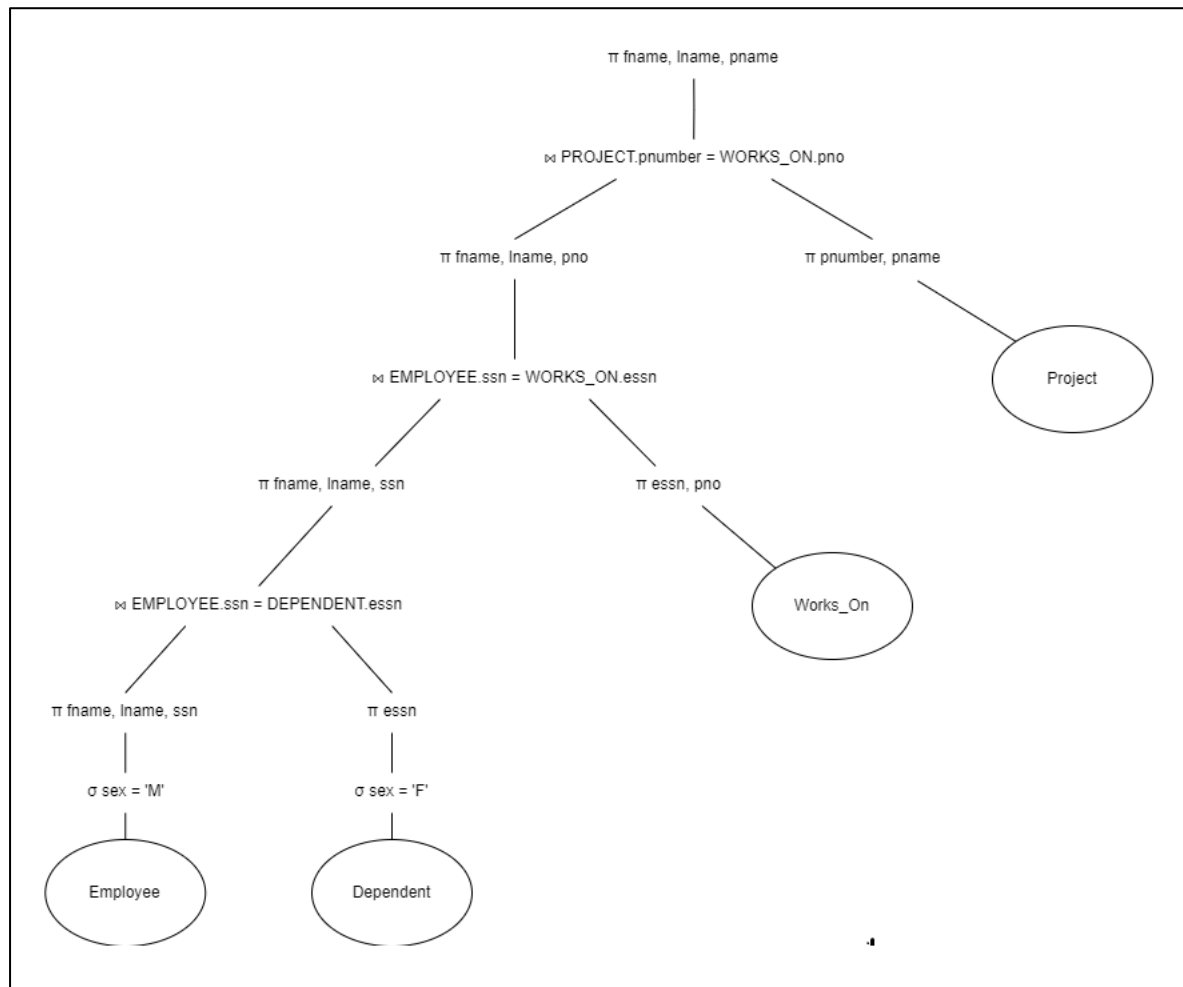 π fname, lname, pname
⋈ PROJECT.pnumber = WORKS_ON.pno
π fname, lname, pno
π pnumber, pname
⋈ EMPLOYEE.ssn = WORKS_ON.essn
Project
π fname, lname, ssn
π essn, pno
⋈ EMPLOYEE.ssn = DEPENDENT.essn
Works_On
π fname, lname, ssn
π essn
σ sex = 'M'
σ sex = 'F'
Employee
Dependent